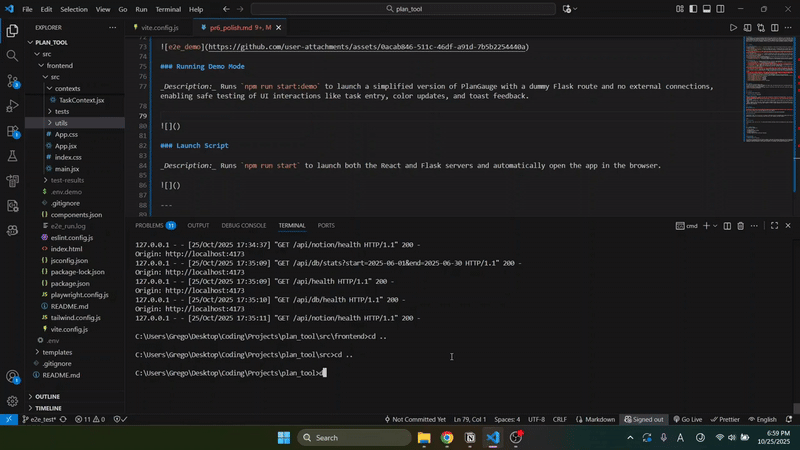 File Edit Selection View Go Run Terminal Help
plan_tool
EXPLORER
vite.config.js
pr6_polish.md 9+, M
PLAN_TOOL
src
frontend
src
contexts
TaskContext.jsx
tests
utils
App.css
App.jsx
index.css
main.jsx
test-results
.env.demo
.gitignore
components.json
e2e_run.log
eslint.config.js
index.html
jsconfig.json
package-lock.json
package.json
playwright.config.js
README.md
tailwind.config.js
vite.config.js
.env
templates
.gitignore
README.md
OUTLINE
TIMELINE
73 ![e2e_demo](https://github.com/user-attachments/assets/0acab846-511c-46df-a91d-7b5b2254440a)
74
75 ### Running Demo Mode
76
77 _Description:_ Runs `npm run start:demo` to launch a simplified version of PlanGauge with a dummy Flask route and no external connections,
enabling safe testing of UI interactions like task entry, color updates, and toast feedback.
78
79
80 ![]()
81
82 ### Launch Script
83
84 _Description:_ Runs `npm run start` to launch both the React and Flask servers and automatically open the app in the browser.
85
86 ![]()
87
88 ---
89
PROBLEMS 11 OUTPUT DEBUG CONSOLE TERMINAL PORTS
cmd
127.0.0.1 - - [25/Oct/2025 17:34:37] "GET /api/notion/health HTTP/1.1" 200 -
Origin: http://localhost:4173
127.0.0.1 - - [25/Oct/2025 17:35:09] "GET /api/db/stats?start=2025-06-01&end=2025-06-30 HTTP/1.1" 200 -
Origin: http://localhost:4173
127.0.0.1 - - [25/Oct/2025 17:35:09] "GET /api/health HTTP/1.1" 200 -
Origin: http://localhost:4173
127.0.0.1 - - [25/Oct/2025 17:35:10] "GET /api/db/health HTTP/1.1" 200 -
Origin: http://localhost:4173
127.0.0.1 - - [25/Oct/2025 17:35:11] "GET /api/notion/health HTTP/1.1" 200 -
C:\Users\Grego\Desktop\Coding\Projects\plan_tool\src\frontend>cd ..
C:\Users\Grego\Desktop\Coding\Projects\plan_tool\src>cd ..
C:\Users\Grego\Desktop\Coding\Projects\plan_tool>d
e2e_test* 11 0 Not Committed Yet Ln 79, Col 1 Spaces: 4 UTF-8 CRLF Markdown Signed out Go Live Prettier English
Search
6:59 PM
10/25/2025